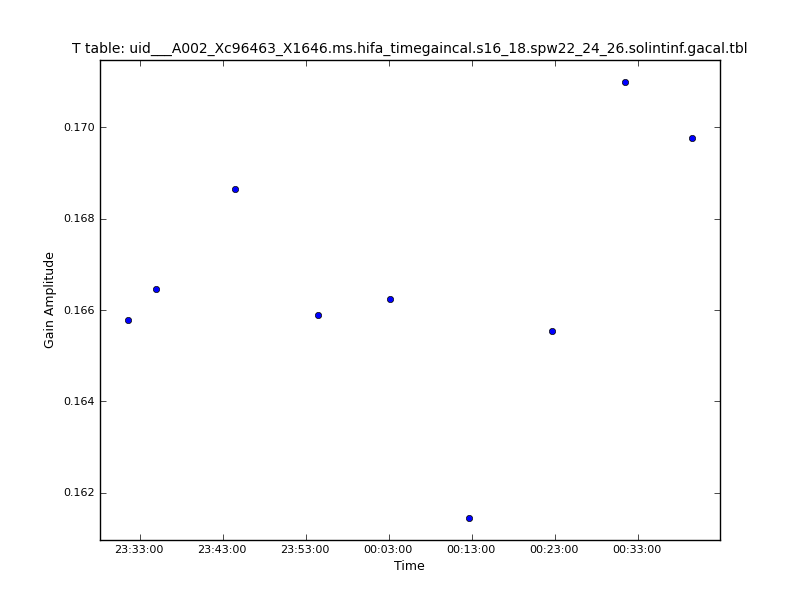 T table: uid___A002_Xc96463_X1646.ms.hifa_timegaincal.s16_18.spw22_24_26.solintinf.gacal.tbl
0.170
0.168
0.166
0.164
0.162
Gain Amplitude
23:33:00 23:43:00 23:53:00 00:03:00 00:13:00 00:23:00 00:33:00
Time